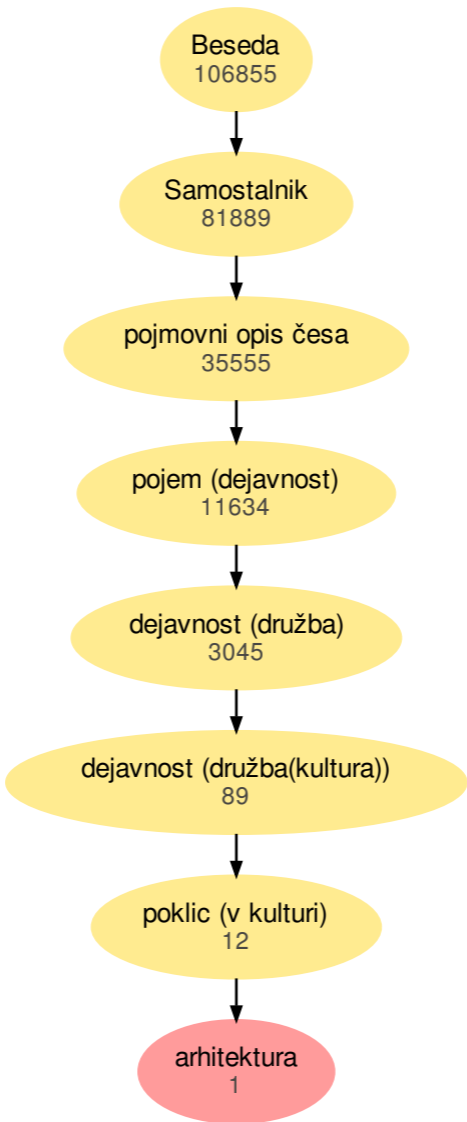 Beseda
106855
Samostalnik
81889
pojmovni opis česa
35555
pojem (dejavnost)
11634
dejavnost (družba)
3045
dejavnost (družba(kultura))
89
poklic (v kulturi)
12
arhitektura
1